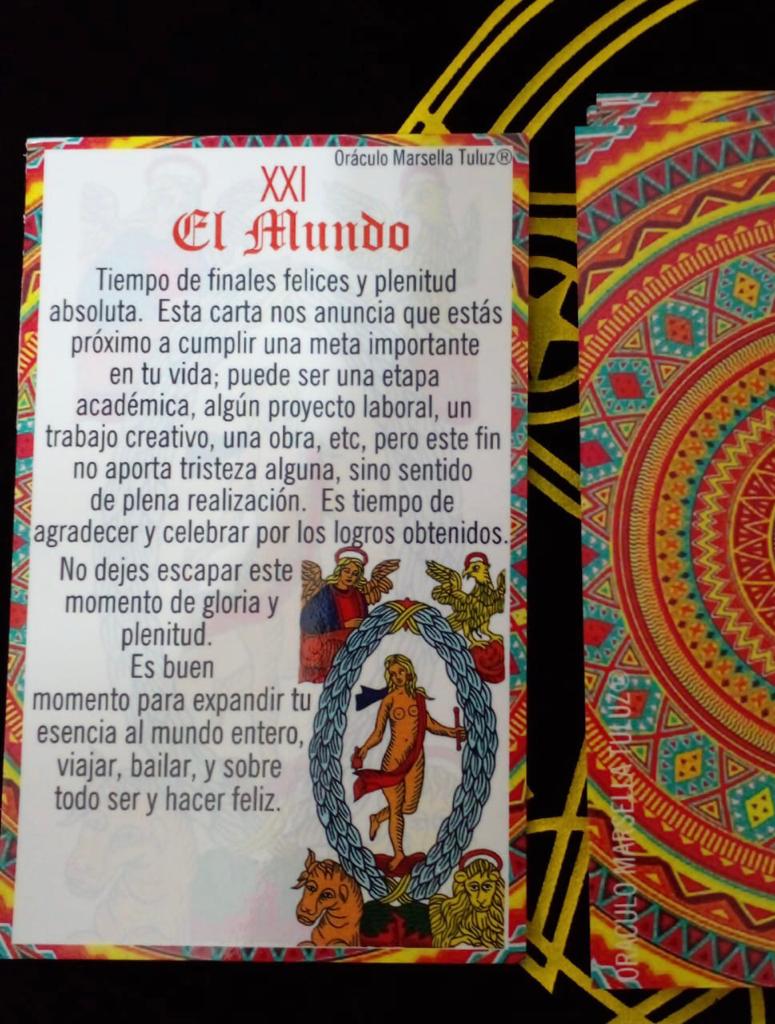 Oráculo Marsella Tuluz®
XXI
El Mundo
Tiempo de finales felices y plenitud
absoluta. Esta carta nos anuncia que estás
próximo a cumplir una meta importante
en tu vida; puede ser una etapa
académica, algún proyecto laboral, un
trabajo creativo, una obra, etc, pero este fin
no aporta tristeza alguna, sino sentido
de plena realización. Es tiempo de
agradecer y celebrar por los logros obtenidos.
No dejes escapar este
momento de gloria y
plenitud.
Es buen
momento para expandir tu
esencia al mundo entero,
viajar, bailar, y sobre
todo ser y hacer feliz.
ORACULO MARSELLA TULUZ®